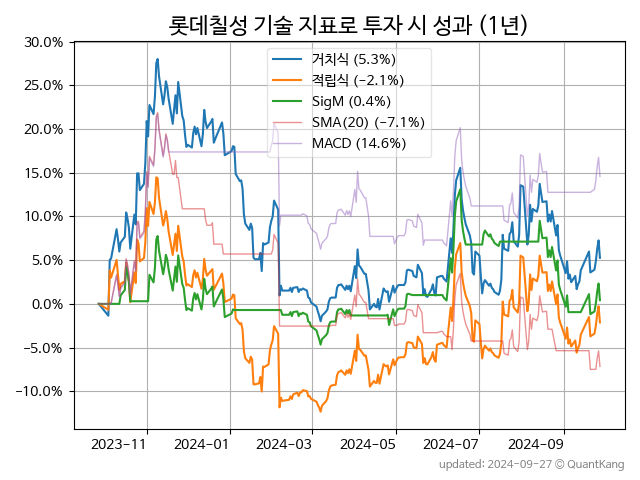 롯데칠성 기술 지표로 투자 시 성과 (1년)
30.0%
25.0%
20.0%
15.0%
10.0%
5.0%
0.0%
−5.0%
−10.0%
거치식 (5.3%)
적립식 (−2.1%)
SigM (0.4%)
SMA(20) (−7.1%)
MACD (14.6%)
2023-11 2024-01 2024-03 2024-05 2024-07 2024-09
updated: 2024-09-27 © QuantKang